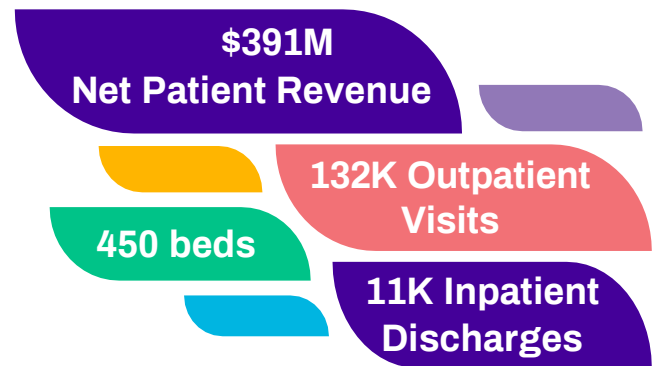 $391M
Net Patient Revenue
132K Outpatient
Visits
450 beds
11K Inpatient
Discharges